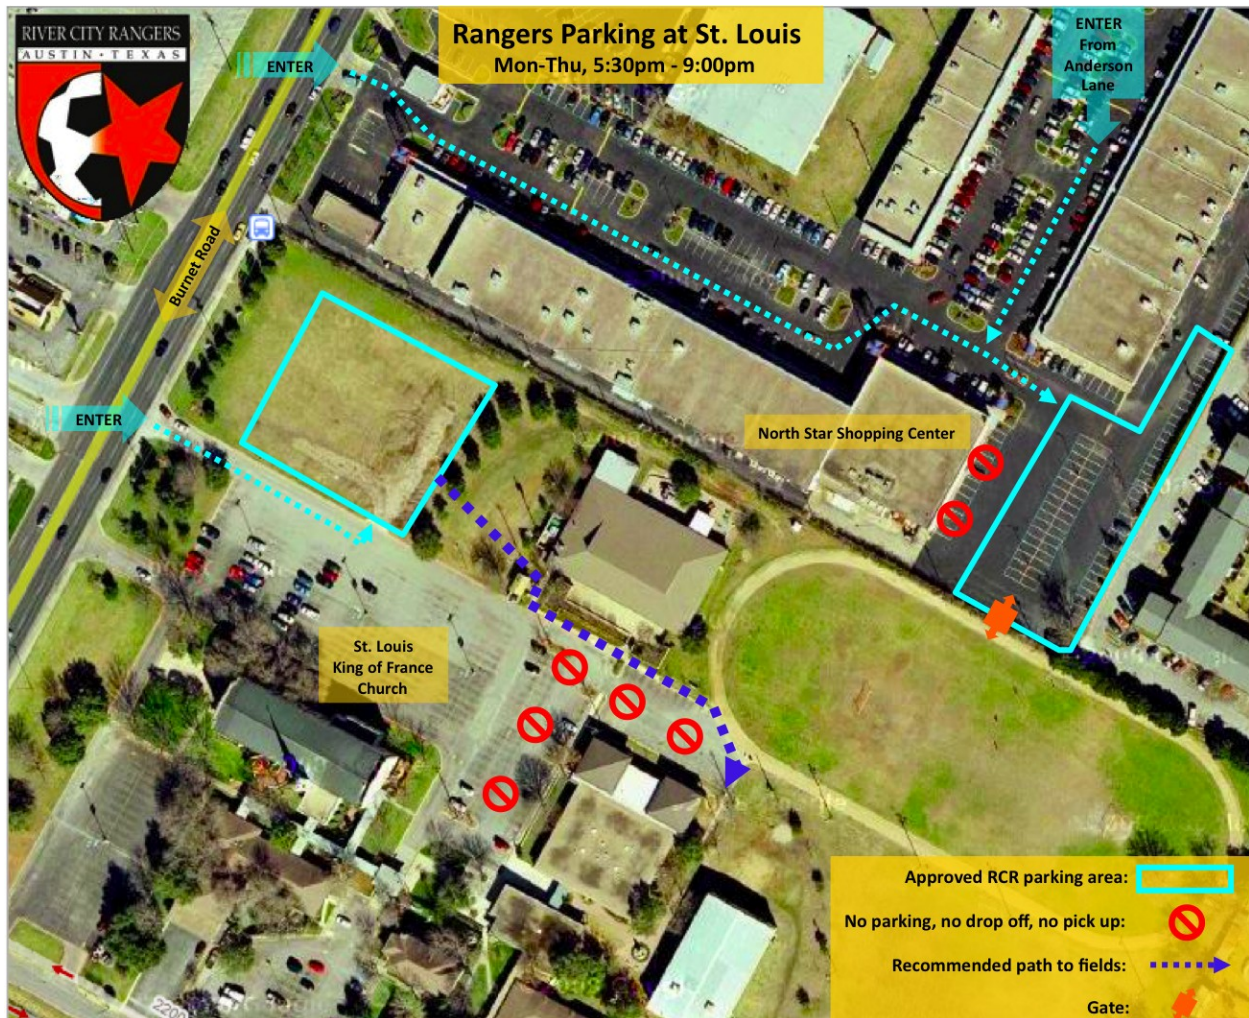 RIVER CITY RANGERS
AUSTIN • TEXAS
Rangers Parking at St. Louis
Mon-Thu, 5:30pm - 9:00pm
ENTER
ENTER
From
Anderson
Lane
Burnet Road
ENTER
North Star Shopping Center
St. Louis
King of France
Church
Approved RCR parking area:
No parking, no drop off, no pick up:
Recommended path to fields:
Gate: